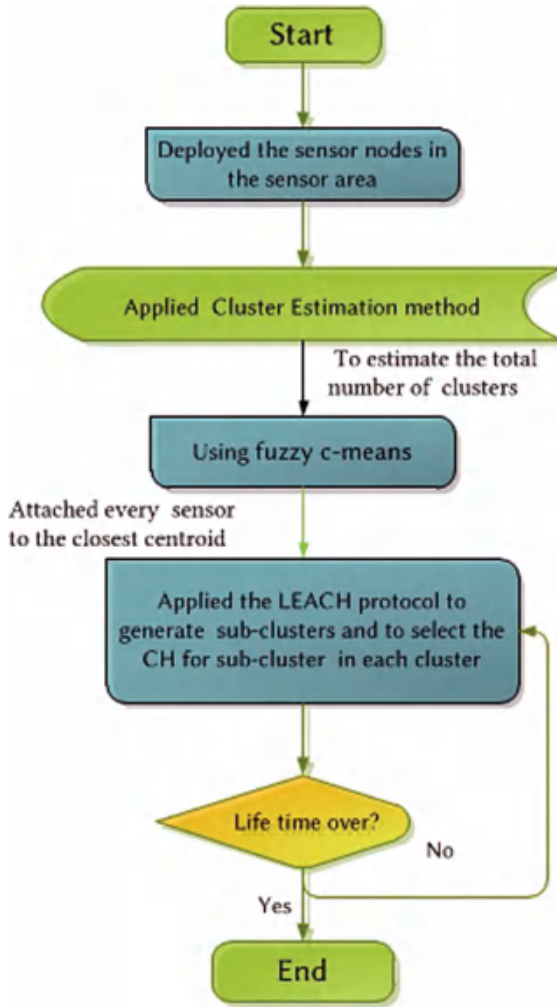 Start
Deployed the sensor nodes in
the sensor area
Applied Cluster Estimation method
To estimate the total
number of clusters
Using fuzzy c-means
Attached every sensor
to the closest centroid
Applied the LEACH protocol to
generate sub-clusters and to select the
CH for sub-cluster in each cluster
Life time over?
No
Yes
End